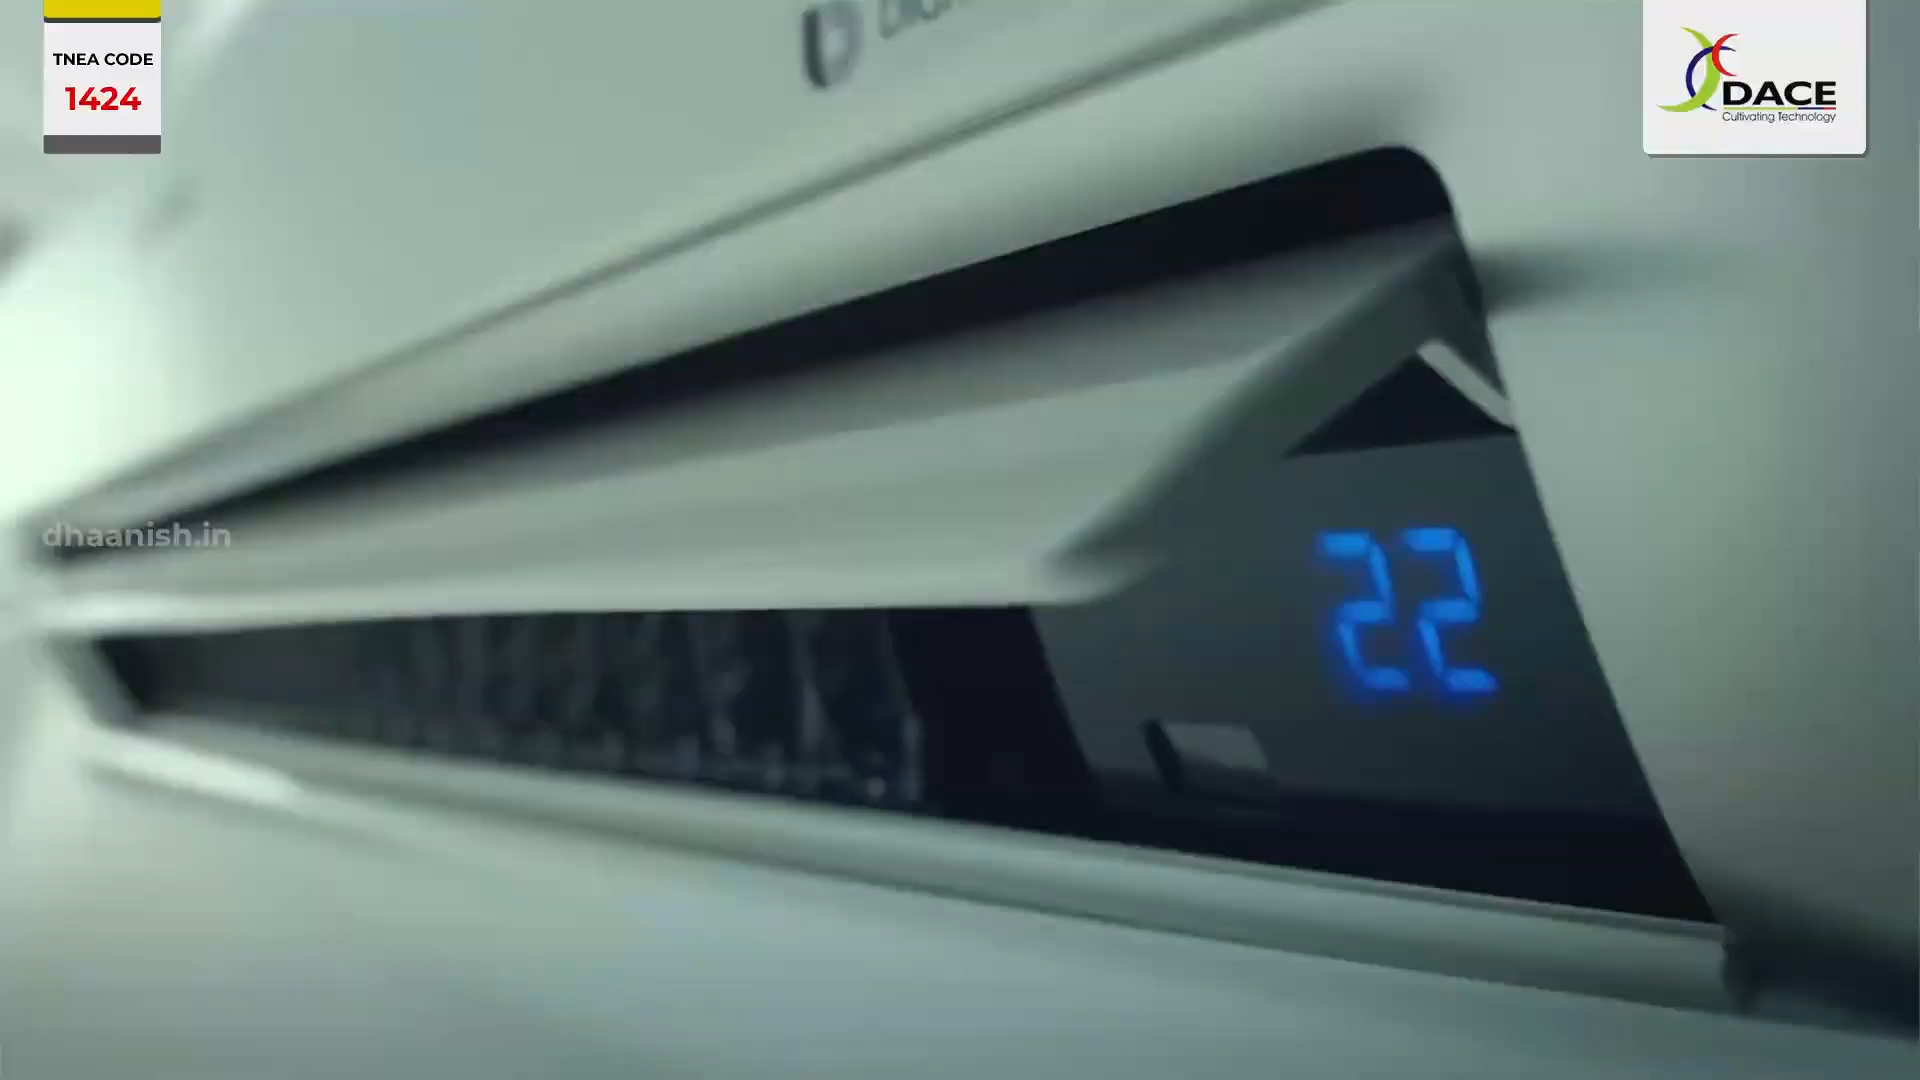 TNEA CODE
1424
DACE
Cultivating Technology
dhaanish.in
22